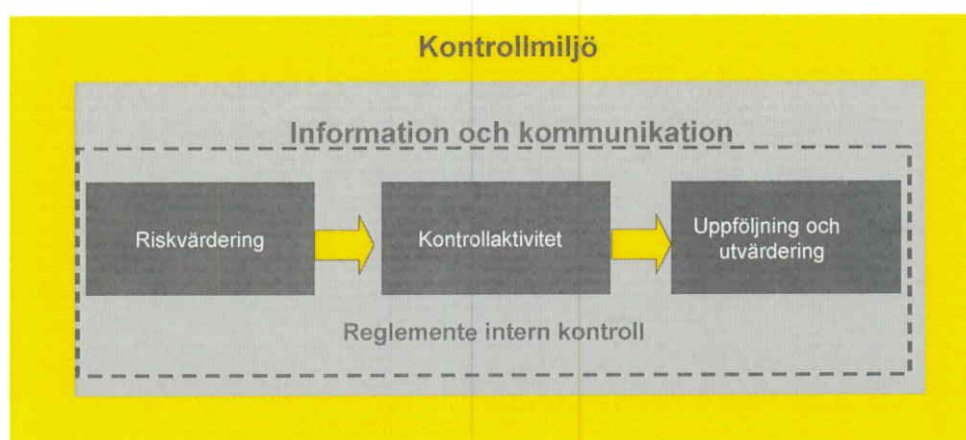 Kontrollmiljö
Information och kommunikation
Riskvärdering
Kontrollaktivitet
Uppföljning och
utvärdering
Reglemente intern kontroll